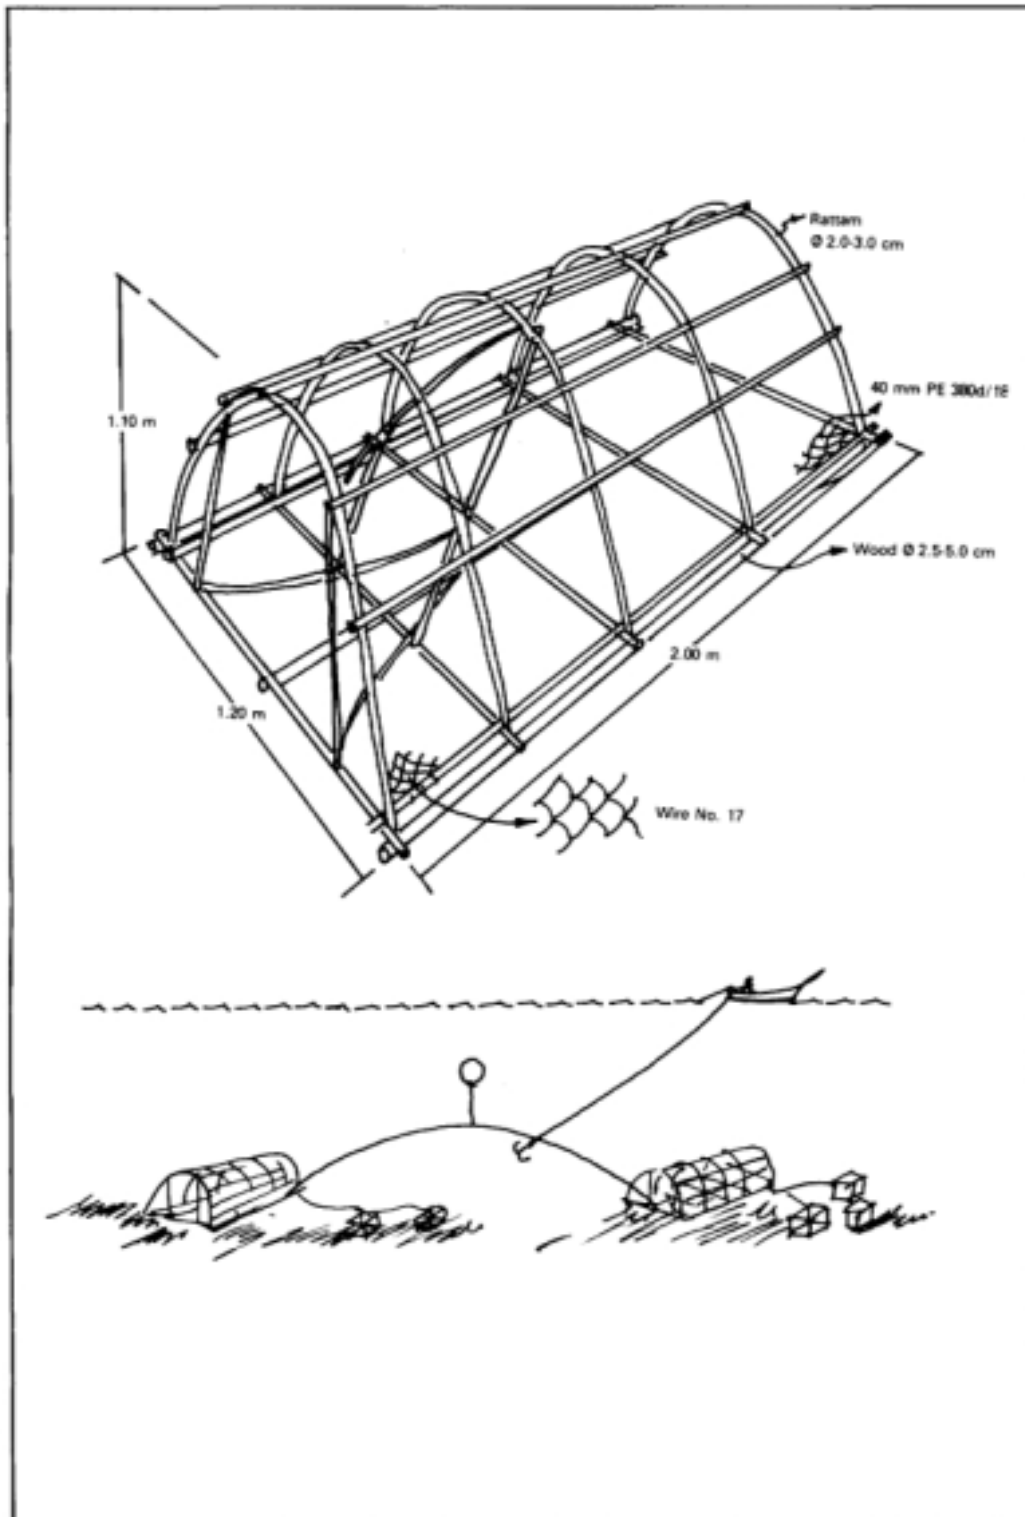 Rattam
Ø 2.0-3.0 cm
40 mm PE 380d/18
1.10 m
Wood Ø 2.5-5.0 cm
2.00 m
1.20 m
Wire No. 17